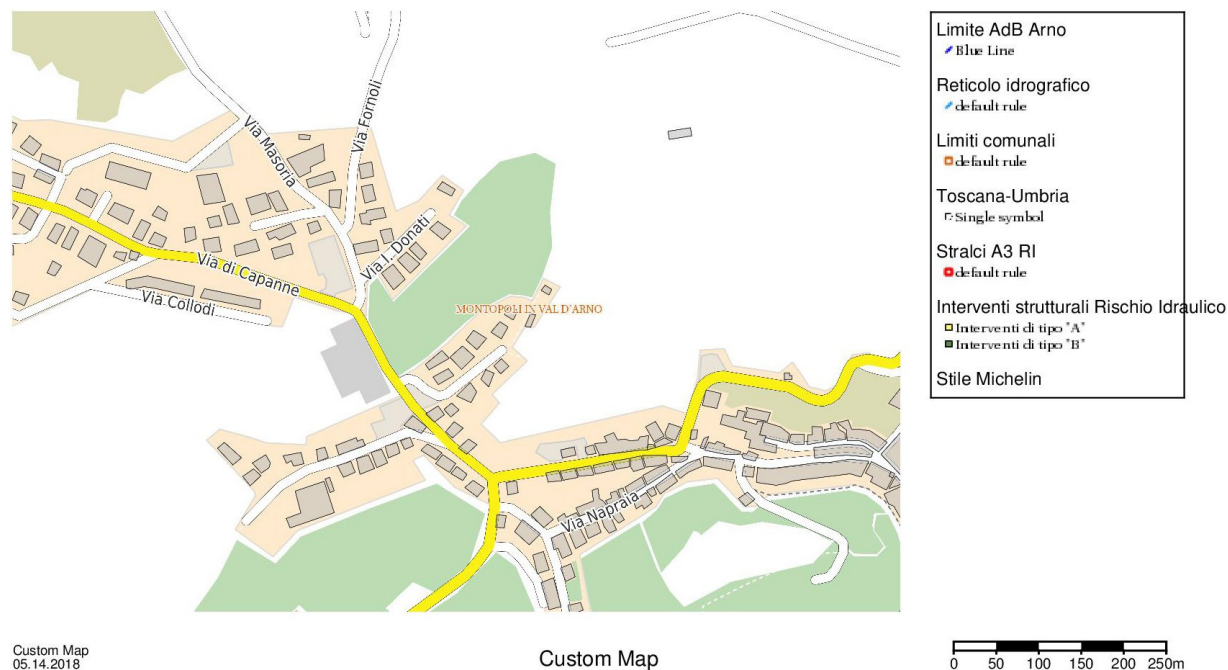 Via Masoria
Via Fornoli
Via I. Donati
Via di Capanne
Via Collodi
MONTOPOLI IN VAL D'ARNO
Via Napraia
Limite AdB Arno
Blue Line
Reticolo idrografico
default rule
Limiti comunali
default rule
Toscana-Umbria
Single symbol
Stralci A3 RI
default rule
Interventi strutturali Rischio Idraulico
Interventi di tipo "A"
Interventi di tipo "B"
Stile Michelin
Custom Map
05.14.2018
Custom Map
0 50 100 150 200 250m